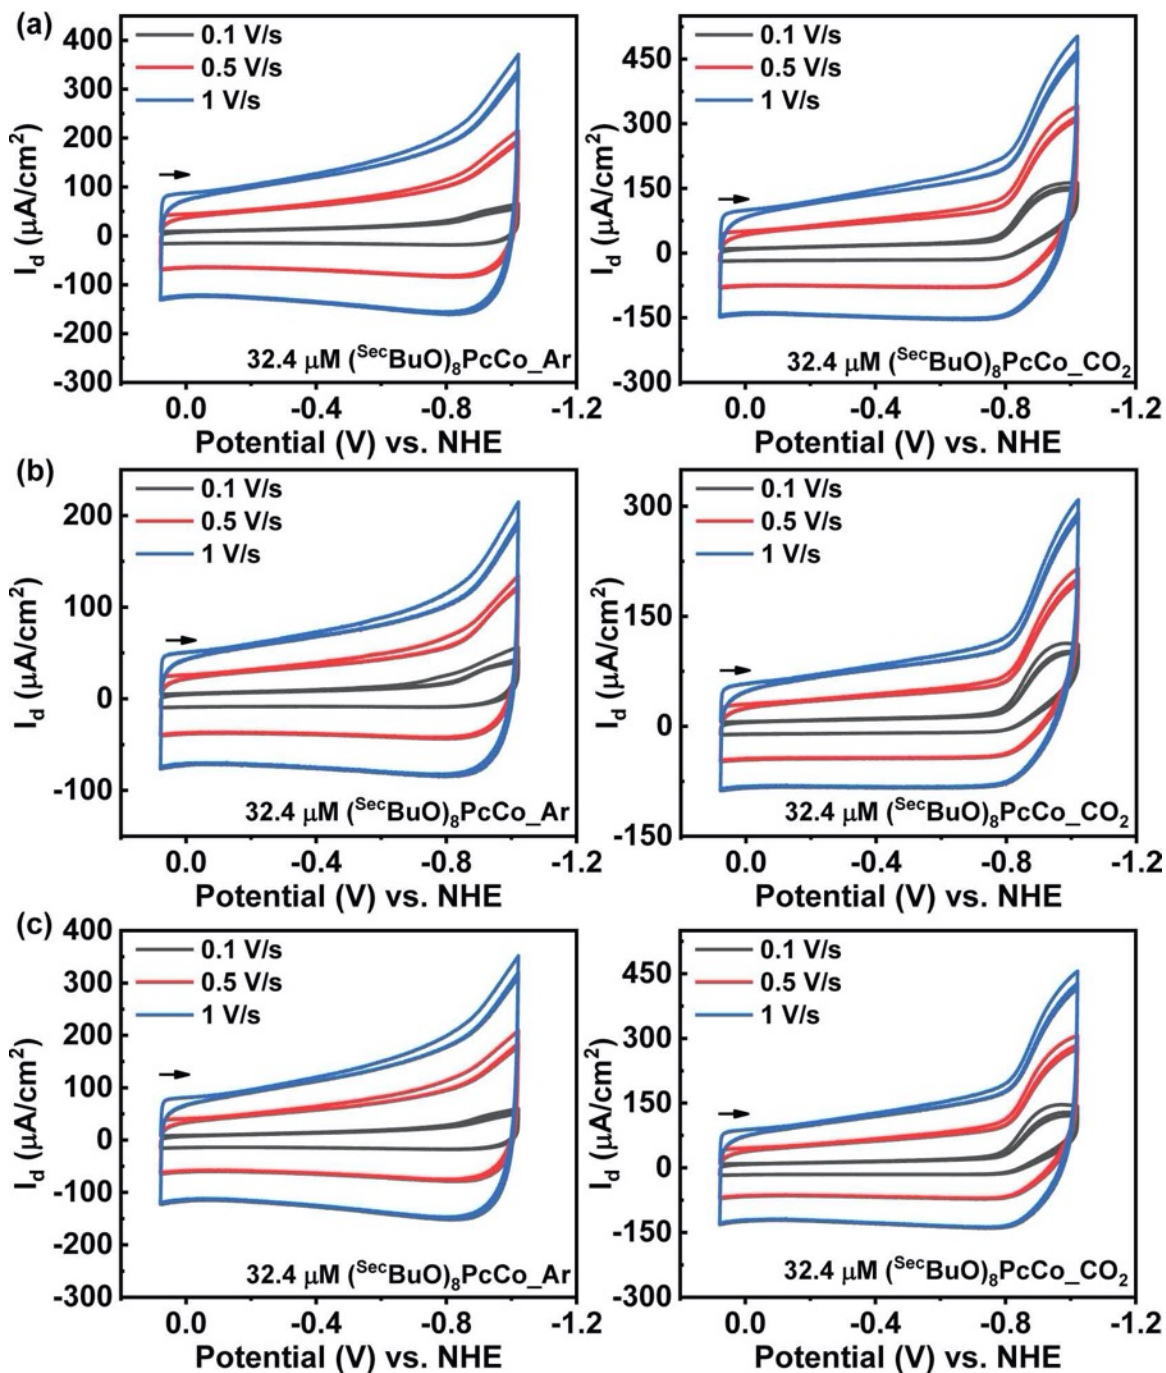 (a)
400
300
200
100
0
-100
-200
-300
I_d (μA/cm²)
0.1 V/s
0.5 V/s
1 V/s
32.4 μM (ˢᵉᶜBuO)₈PcCo_Ar
0.0 -0.4 -0.8 -1.2
Potential (V) vs. NHE
450
300
150
0
-150
-300
I_d (μA/cm²)
0.1 V/s
0.5 V/s
1 V/s
32.4 μM (ˢᵉᶜBuO)₈PcCo_CO₂
0.0 -0.4 -0.8 -1.2
Potential (V) vs. NHE
(b)
200
100
0
-100
I_d (μA/cm²)
0.1 V/s
0.5 V/s
1 V/s
32.4 μM (ˢᵉᶜBuO)₈PcCo_Ar
0.0 -0.4 -0.8 -1.2
Potential (V) vs. NHE
300
150
0
-150
I_d (μA/cm²)
0.1 V/s
0.5 V/s
1 V/s
32.4 μM (ˢᵉᶜBuO)₈PcCo_CO₂
0.0 -0.4 -0.8 -1.2
Potential (V) vs. NHE
(c)
400
300
200
100
0
-100
-200
-300
I_d (μA/cm²)
0.1 V/s
0.5 V/s
1 V/s
32.4 μM (ˢᵉᶜBuO)₈PcCo_Ar
0.0 -0.4 -0.8 -1.2
Potential (V) vs. NHE
450
300
150
0
-150
-300
I_d (μA/cm²)
0.1 V/s
0.5 V/s
1 V/s
32.4 μM (ˢᵉᶜBuO)₈PcCo_CO₂
0.0 -0.4 -0.8 -1.2
Potential (V) vs. NHE